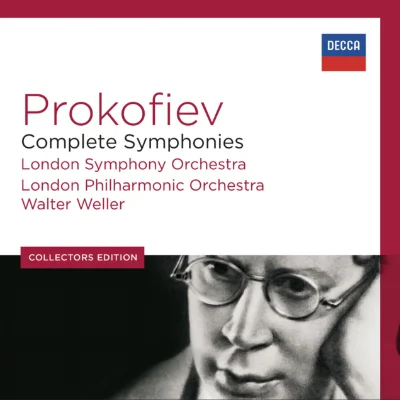 DECCA
Prokofiev
Complete Symphonies
London Symphony Orchestra
London Philharmonic Orchestra
Walter Weller
COLLECTORS EDITION